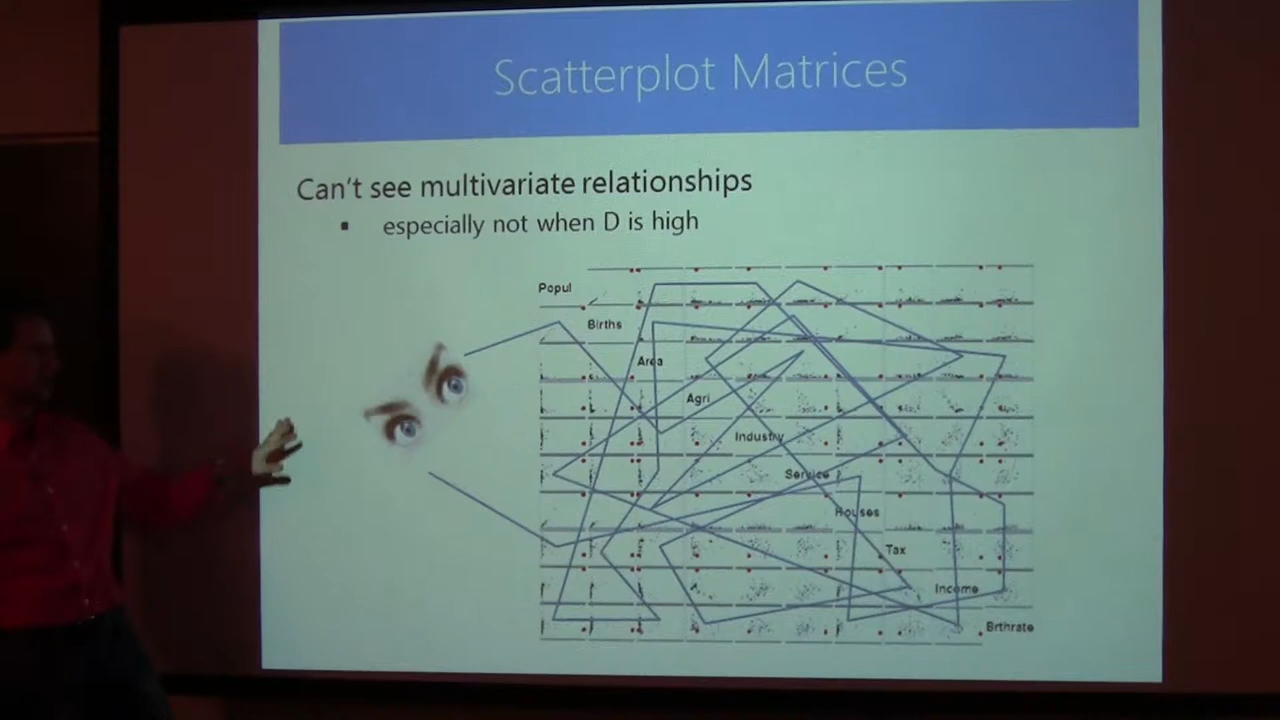 Scatterplot Matrices
Can't see multivariate relationships
▪ especially not when D is high
Popul
Births
Area
Agri
Industry
Service
Houses
Tax
Income
Brthrate